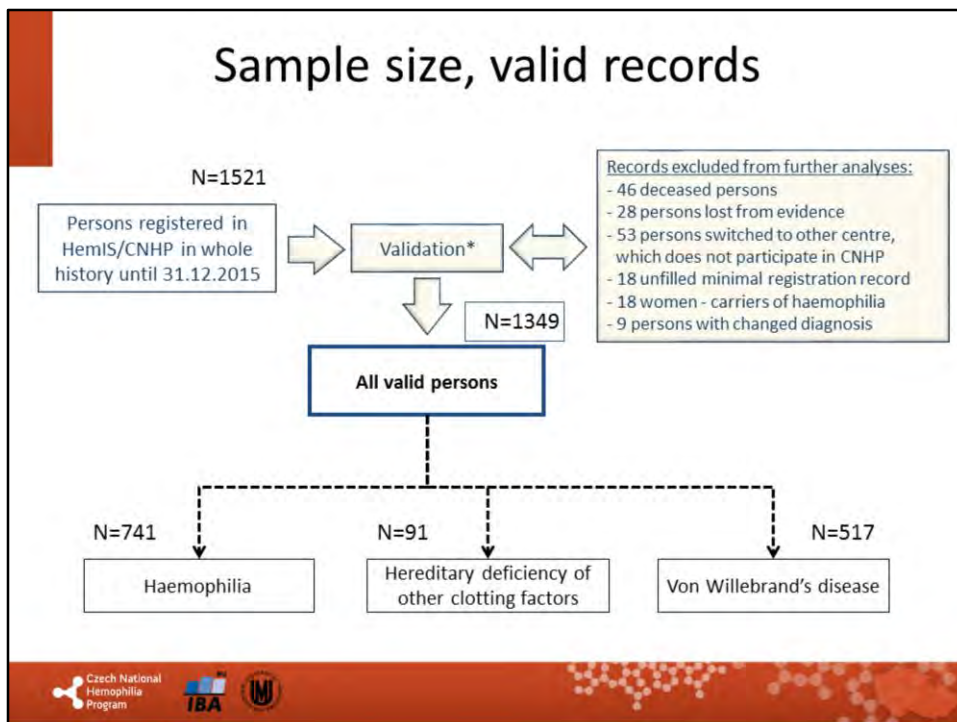 Sample size, valid records
N=1521
Persons registered in
HemIS/CNHP in whole
history until 31.12.2015
Validation*
Records excluded from further analyses:
- 46 deceased persons
- 28 persons lost from evidence
- 53 persons switched to other centre,
which does not participate in CNHP
- 18 unfilled minimal registration record
- 18 women - carriers of haemophilia
- 9 persons with changed diagnosis
N=1349
All valid persons
N=741
Haemophilia
N=91
Hereditary deficiency of
other clotting factors
N=517
Von Willebrand's disease
Czech National
Hemophilia
Program
MU
IBA